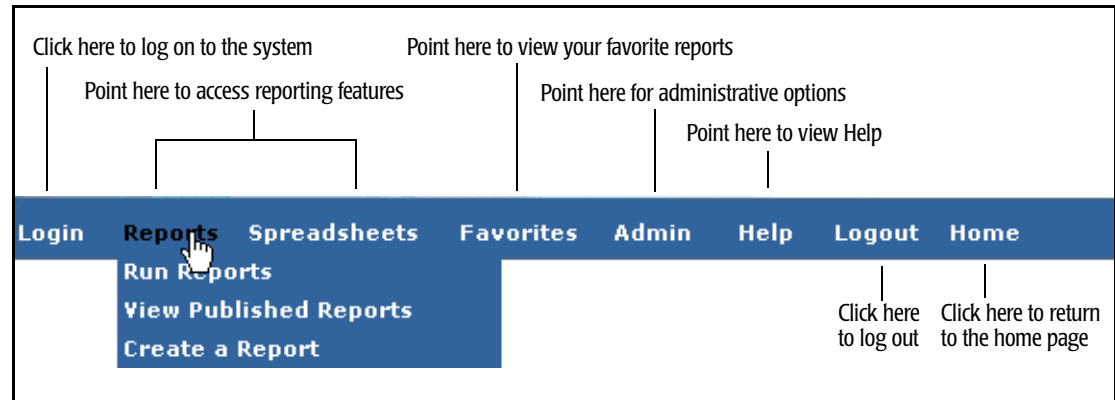 Click here to log on to the system
Point here to view your favorite reports
Point here to access reporting features
Point here for administrative options
Point here to view Help
Login Reports Spreadsheets Favorites Admin Help Logout Home
Run Reports
View Published Reports
Create a Report
Click here
to log out
Click here to return
to the home page